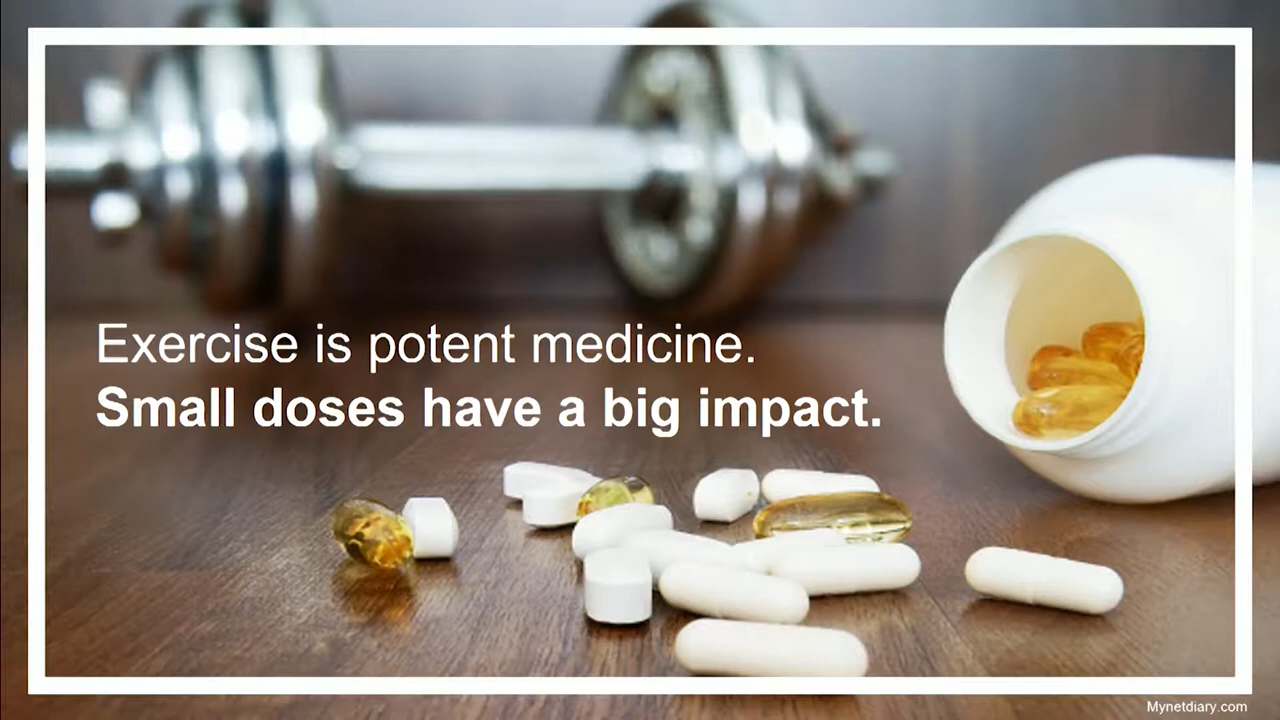 Exercise is potent medicine.
Small doses have a big impact.
Mynetdiary.com